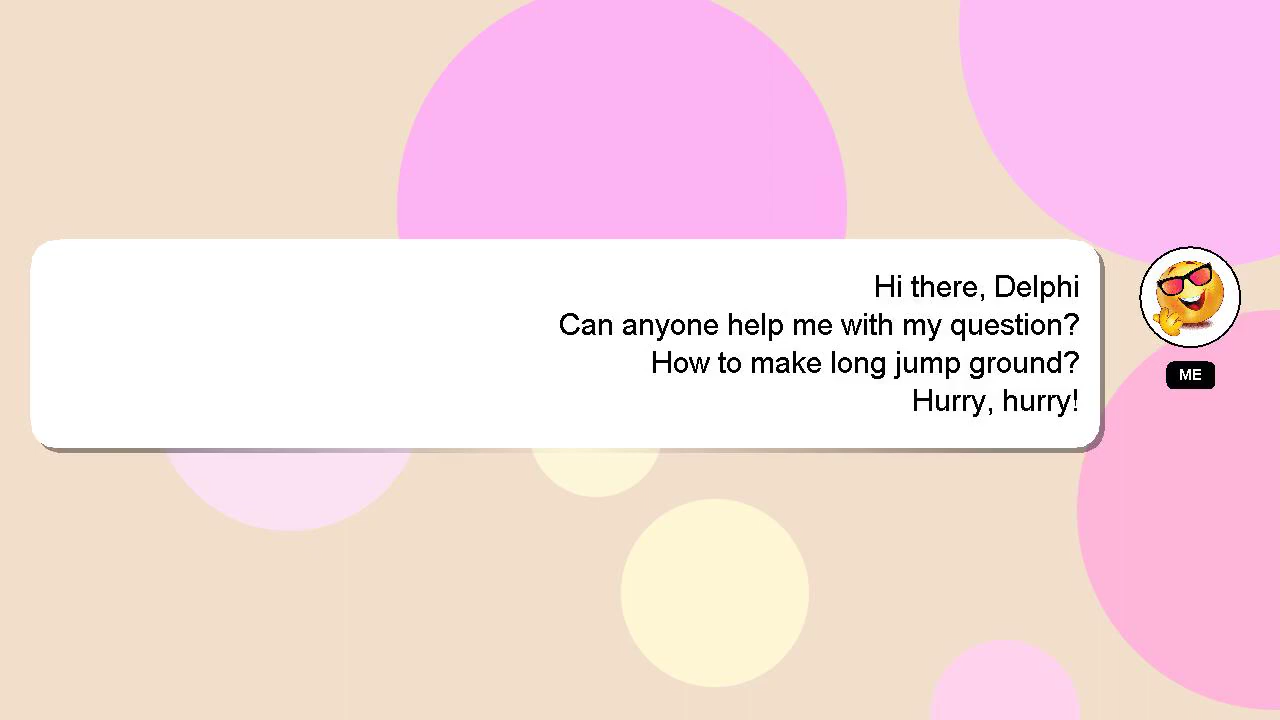 Hi there, Delphi
Can anyone help me with my question?
How to make long jump ground?
Hurry, hurry!
ME